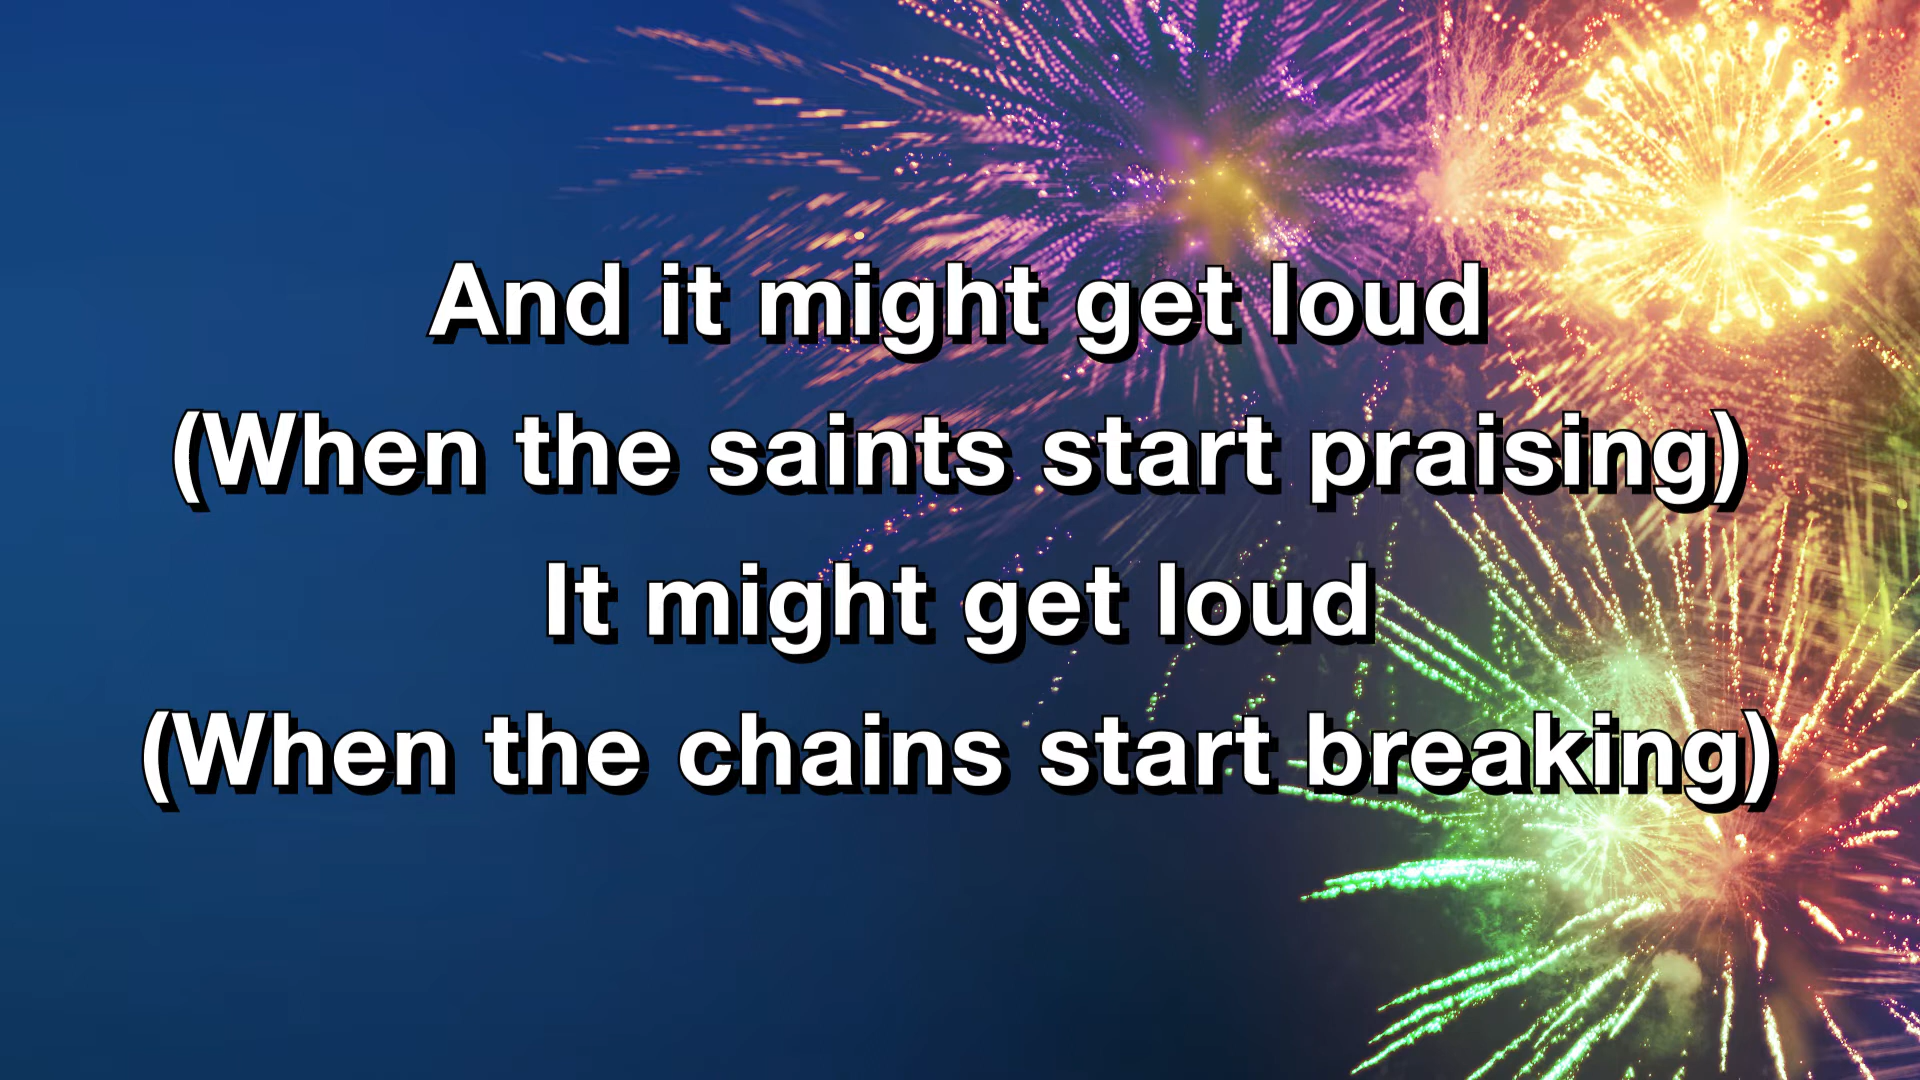 And it might get loud
(When the saints start praising)
It might get loud
(When the chains start breaking)